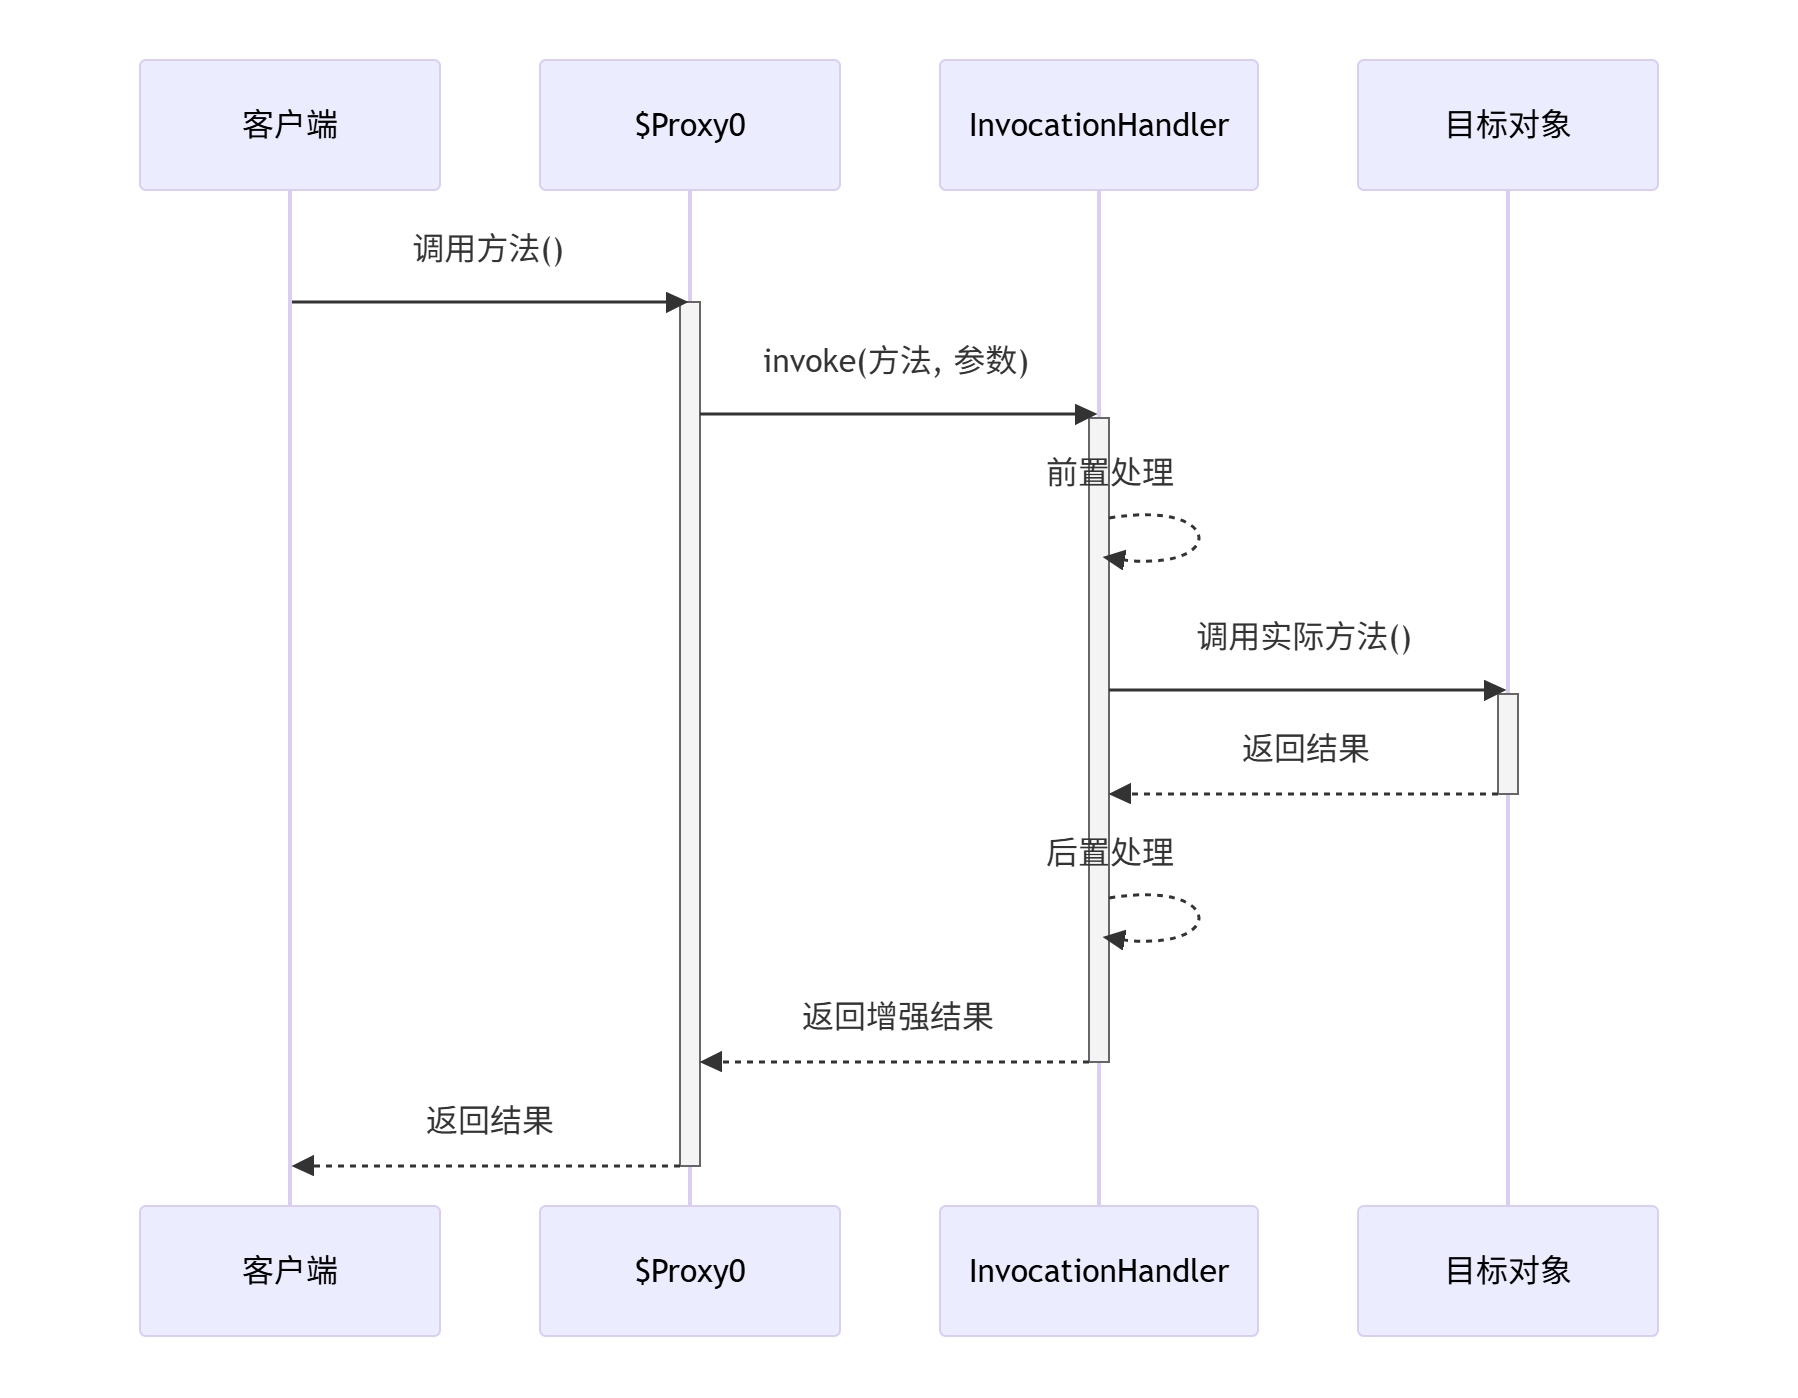 客户端
$Proxy0
InvocationHandler
目标对象
调用方法()
invoke(方法, 参数)
前置处理
调用实际方法()
返回结果
后置处理
返回增强结果
返回结果
客户端
$Proxy0
InvocationHandler
目标对象